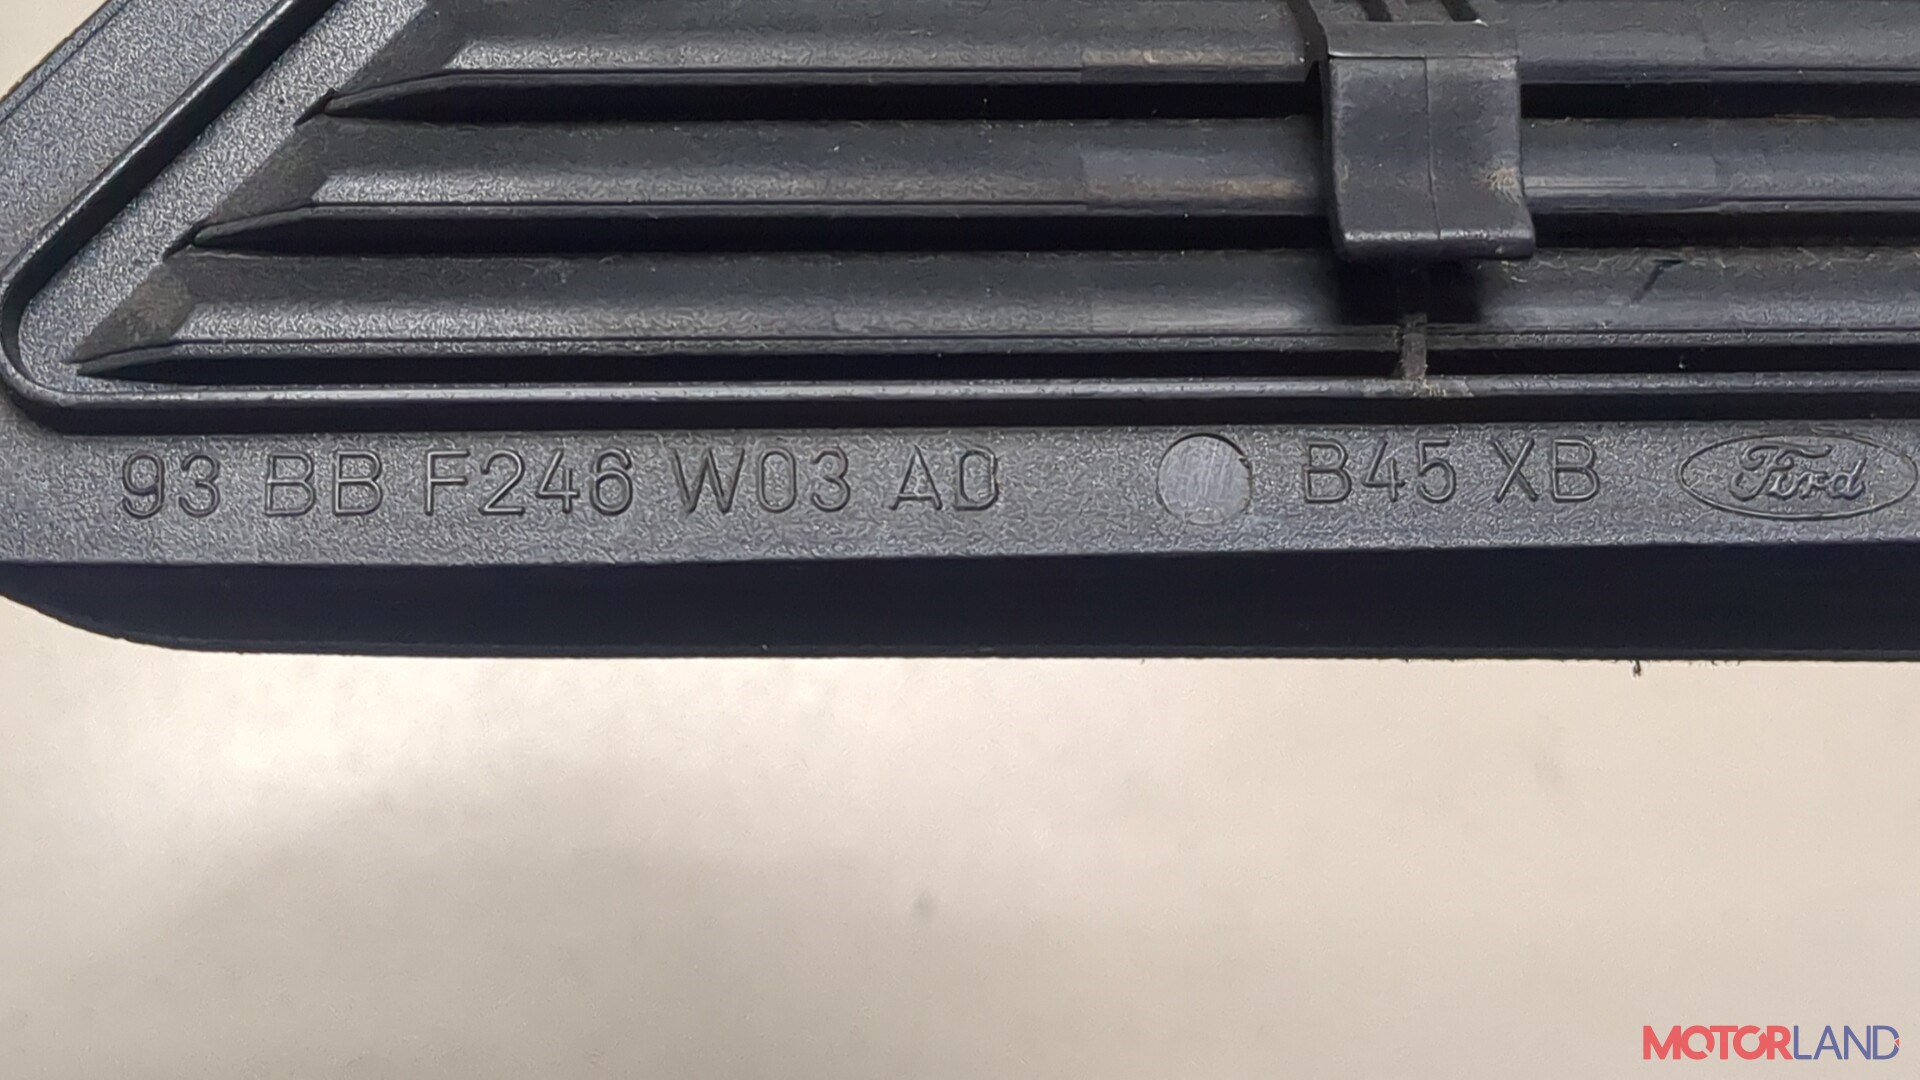 93 BB F246 W03 AD B45 XB Ford
MOTORLAND